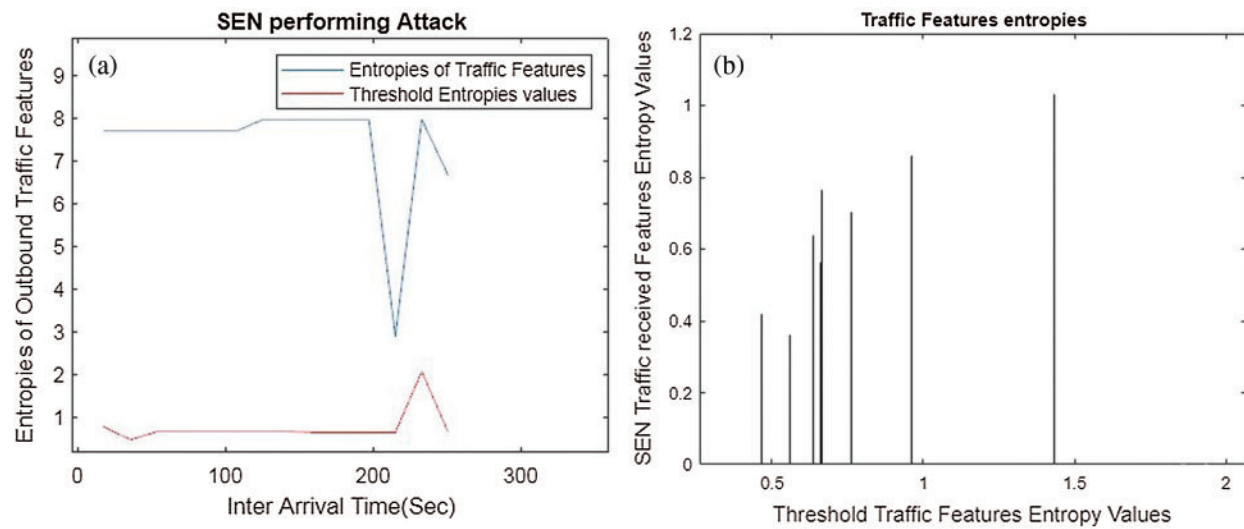 SEN performing Attack
(a)
Entropies of Traffic Features
Threshold Entropies values
Entropies of Outbound Traffic Features
9
8
7
6
5
4
3
2
1
0
100
200
300
Inter Arrival Time(Sec)
Traffic Features entropies
(b)
SEN Traffic received Features Entropy Values
1.2
1
0.8
0.6
0.4
0.2
0
0.5
1
1.5
2
Threshold Traffic Features Entropy Values